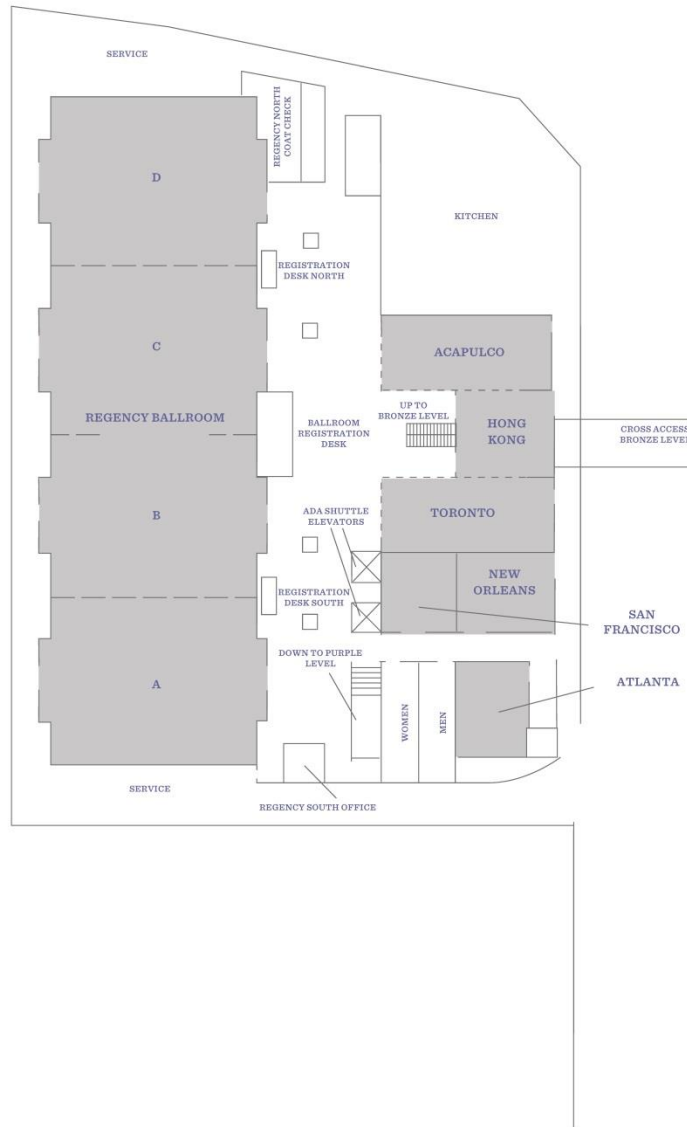 SERVICE
REGENCY NORTH
COAT CHECK
D
KITCHEN
REGISTRATION
DESK NORTH
C
ACAPULCO
UP TO
BRONZE LEVEL
REGENCY BALLROOM
BALLROOM
REGISTRATION
DESK
HONG
KONG
CROSS ACCESS
BRONZE LEVEL
B
ADA SHUTTLE
ELEVATORS
TORONTO
REGISTRATION
DESK SOUTH
NEW
ORLEANS
SAN
FRANCISCO
DOWN TO PURPLE
LEVEL
A
ATLANTA
WOMEN
MEN
SERVICE
REGENCY SOUTH OFFICE